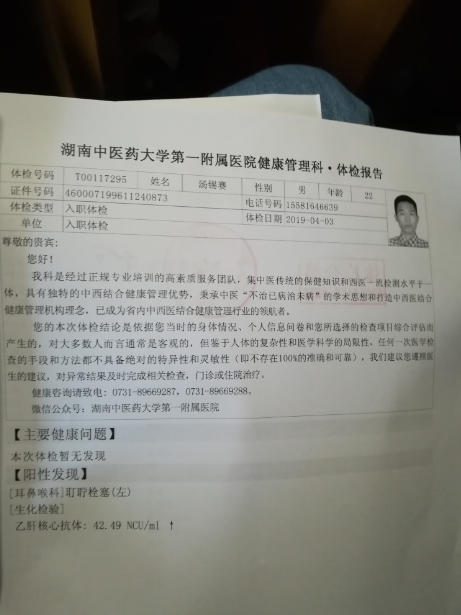 湖南中医药大学第一附属医院健康管理科·体检报告
体检号码 T00117295 姓名 汤锡赛 性别 男 年龄 22
证件号码 460007199611240873 电话号码 15581646639
体检类型 入职体检 体检日期 2019-04-03
单位 入职体检
尊敬的贵宾:
您好!
我科是经过正规专业培训的高素质服务团队，集中医传统的保健知识和西医一流检测水平于一
体，具有独特的中西结合健康管理优势，秉承中医“不治已病治未病”的学术思想和打造中西医结合
健康管理机构理念，已成为省内中西医结合健康管理行业的领航者。
您的本次体检结论是依据您当时的身体情况、个人信息问卷和您所选择的检查项目综合评估而
产生的，对大多数人而言通常是客观的，但鉴于人体的复杂性和医学科学的局限性，任何一次医学检
查的手段和方法都不具备绝对的特异性和灵敏性（即不存在100%的准确和可靠），我们建议您遵照医
生的建议，对异常结果及时完成相关检查，门诊或住院治疗。
健康咨询请致电: 0731-89669287，0731-89669288。
微信公众号: 湖南中医药大学第一附属医院
【主要健康问题】
本次体检暂无发现
【阳性发现】
[耳鼻喉科]耵聍栓塞(左)
[生化检验]
乙肝核心抗体: 42.49 NCU/ml ↑